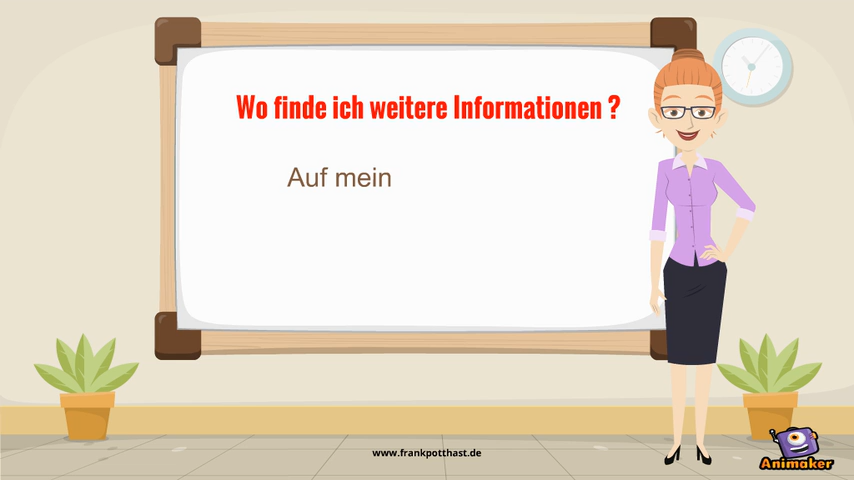 Wo finde ich weitere Informationen ?
Auf mein
www.frankpotthast.de
Animaker